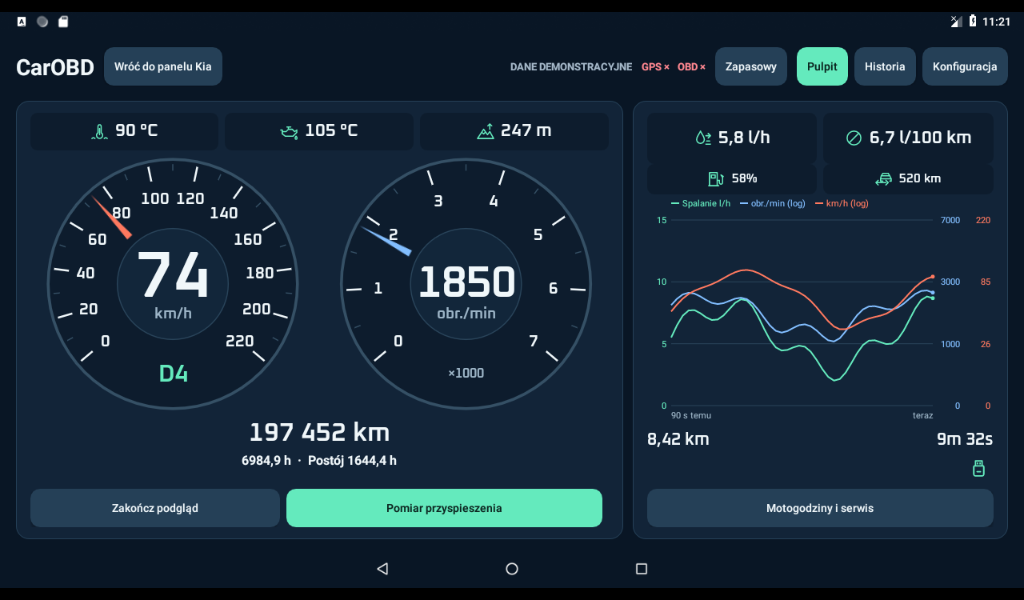 A 11:21
CarOBD Wróć do panelu Kia DANE DEMONSTRACYJNE GPS × OBD × Zapasowy Pulpit Historia Konfiguracja
90 °C 105 °C 247 m
5,8 l/h 6,7 l/100 km
58% 520 km
0 20 40 60 80 100 120 140 160 180 200 220
74
km/h
D4
0 1 2 3 4 5 6 7
1850
obr./min
×1000
Spalanie l/h obr./min (log) km/h (log)
15 7000 220
10 3000 85
5 1000 26
0 0 0
90 s temu teraz
197 452 km
6984,9 h · Postój 1644,4 h
8,42 km 9m 32s
Zakończ podgląd Pomiar przyspieszenia Motogodziny i serwis